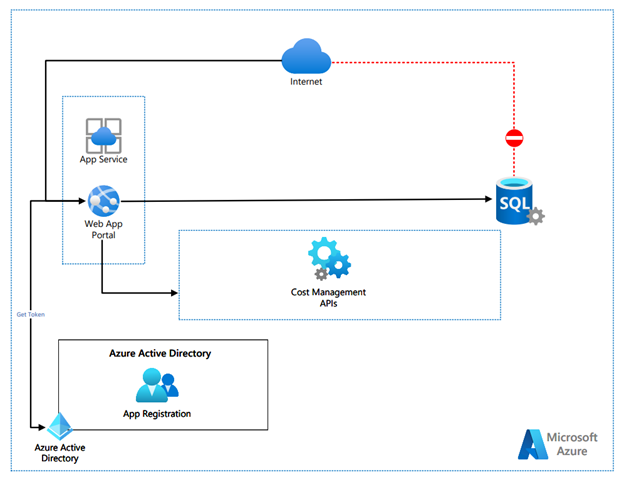 Internet
App Service
SQL
Web App
Portal
Cost Management
APIs
Get Token
Azure Active Directory
App Registration
Azure Active
Directory
Microsoft
Azure